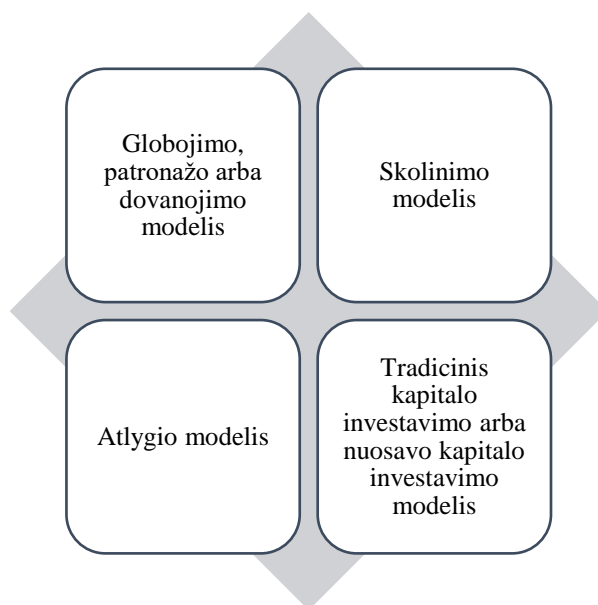 Globojimo,
patronažo arba
dovanojimo
modelis
Skolinimo
modelis
Atlygio modelis
Tradicinis
kapitalo
investavimo arba
nuosavo kapitalo
investavimo
modelis